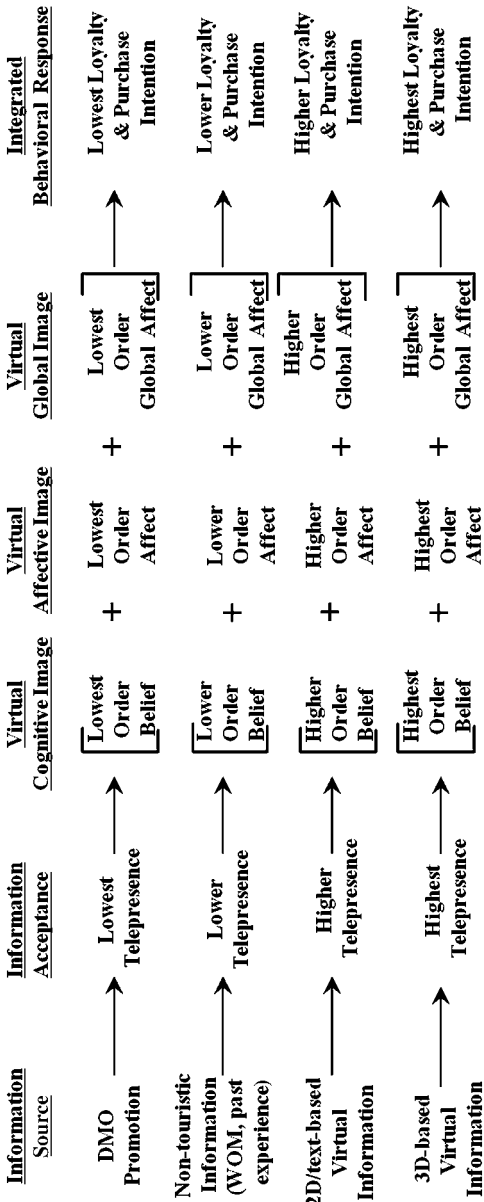 Information
Source
Information
Acceptance
Virtual
Cognitive Image
Virtual
Affective Image
Virtual
Global Image
Integrated
Behavioral Response
DMO
Promotion
Lowest
Telepresence
Lowest
Order
Belief
+
Lowest
Order
Affect
+
Lowest
Order
Global Affect
Lowest Loyalty
& Purchase
Intention
Non-touristic
Information
(WOM, past
experience)
Lower
Telepresence
Lower
Order
Belief
+
Lower
Order
Affect
+
Lower
Order
Global Affect
Lower Loyalty
& Purchase
Intention
2D/text-based
Virtual
Information
Higher
Telepresence
Higher
Order
Belief
+
Higher
Order
Affect
+
Higher
Order
Global Affect
Higher Loyalty
& Purchase
Intention
3D-based
Virtual
Information
Highest
Telepresence
Highest
Order
Belief
+
Highest
Order
Affect
+
Highest
Order
Global Affect
Highest Loyalty
& Purchase
Intention